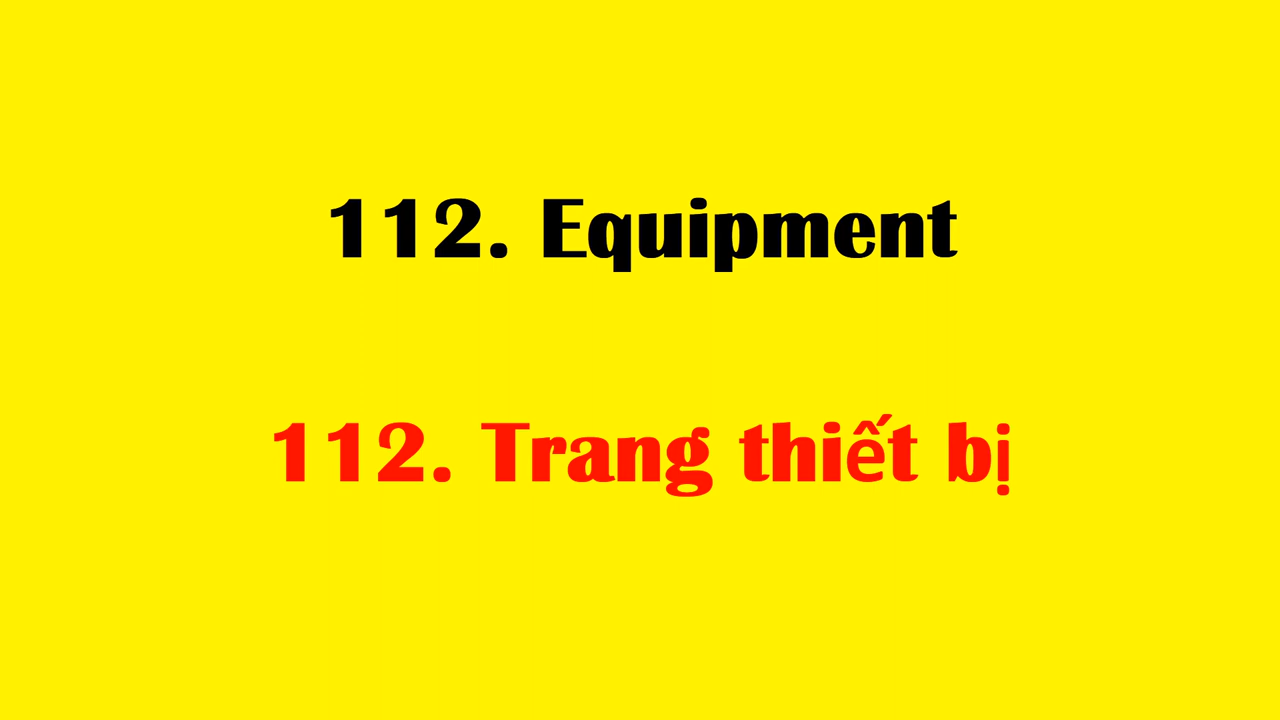 112. Equipment
112. Trang thiết bị